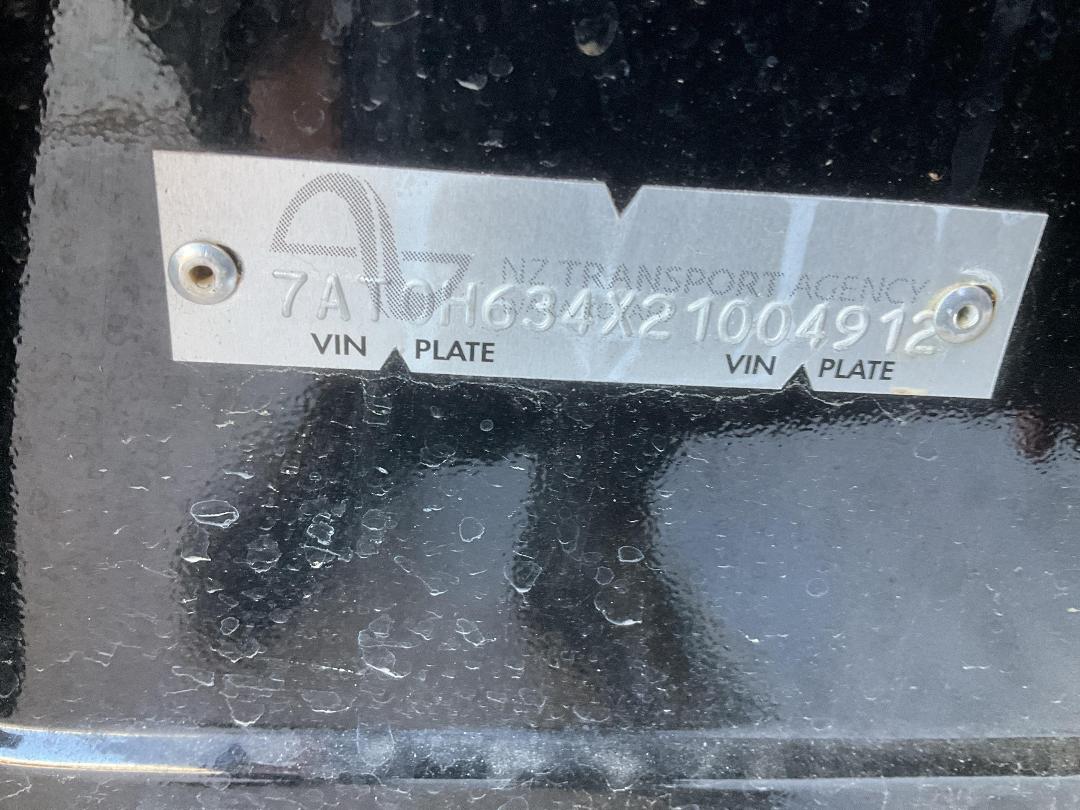 NZ TRANSPORT AGENCY
7AT0H634X21004912
VIN PLATE VIN PLATE